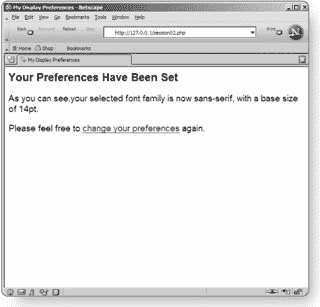 My Display Preferences - Netscape
File Edit View Go Bookmarks Tools Window Help
Back Forward Reload Stop http://127.0.0.1/session02.php Print
Home Shop Bookmarks
My Display Preferences
Your Preferences Have Been Set
As you can see,your selected font family is now sans-serif, with a base size
of 14pt.
Please feel free to change your preferences again.